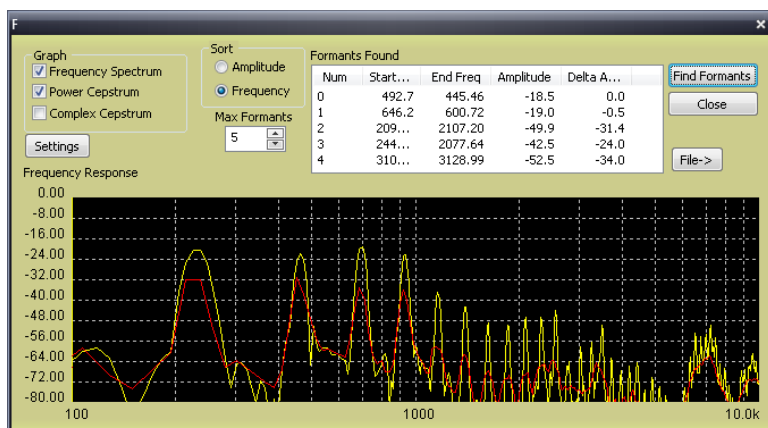 F
Graph
Frequency Spectrum
Power Cepstrum
Complex Cepstrum
Settings
Sort
Amplitude
Frequency
Max Formants
5
Formants Found
Num Start... End Freq Amplitude Delta A...
0 492.7 445.46 -18.5 0.0
1 646.2 600.72 -19.0 -0.5
2 209... 2107.20 -49.9 -31.4
3 244... 2077.64 -42.5 -24.0
4 310... 3128.99 -52.5 -34.0
Find Formants
Close
File->
Frequency Response
0.00
-8.00
-16.00
-24.00
-32.00
-40.00
-48.00
-56.00
-64.00
-72.00
-80.00
100 1000 10.0k